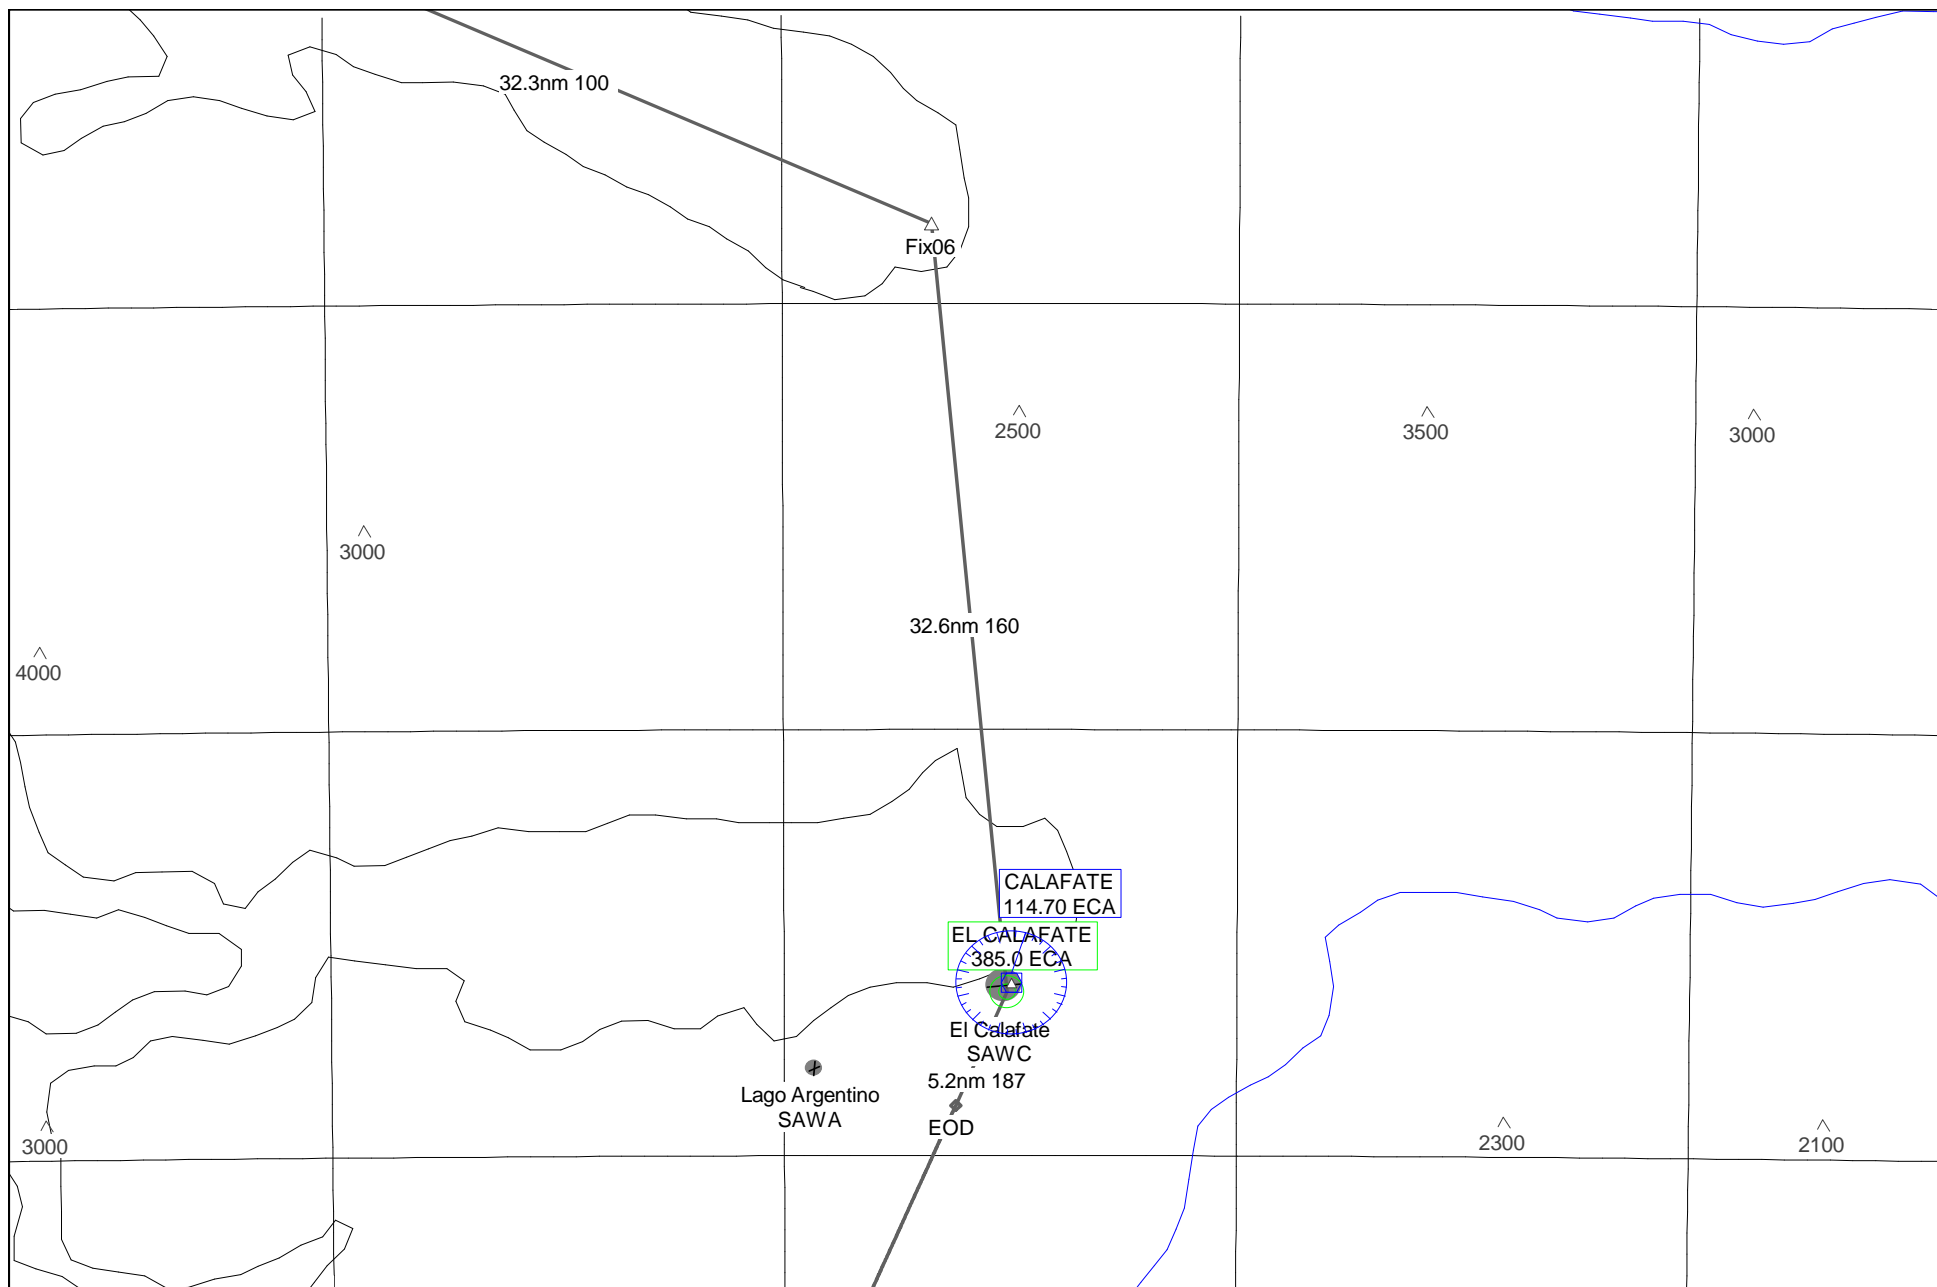 32.3nm 100
Fix06
2500
3500
3000
3000
32.6nm 160
4000
CALAFATE
114.70 ECA
EL CALAFATE
385.0 ECA
El Calafate
SAWC
5.2nm 187
Lago Argentino
SAWA
EOD
3000
2300
2100